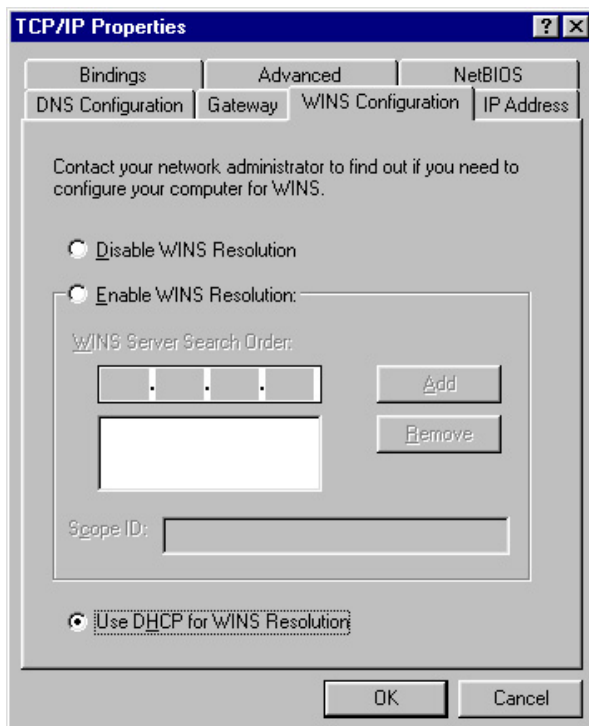 TCP/IP Properties
Bindings
Advanced
NetBIOS
DNS Configuration
Gateway
WINS Configuration
IP Address
Contact your network administrator to find out if you need to
configure your computer for WINS.
Disable WINS Resolution
Enable WINS Resolution:
WINS Server Search Order:
. . .
Add
Remove
Scope ID:
Use DHCP for WINS Resolution
OK
Cancel